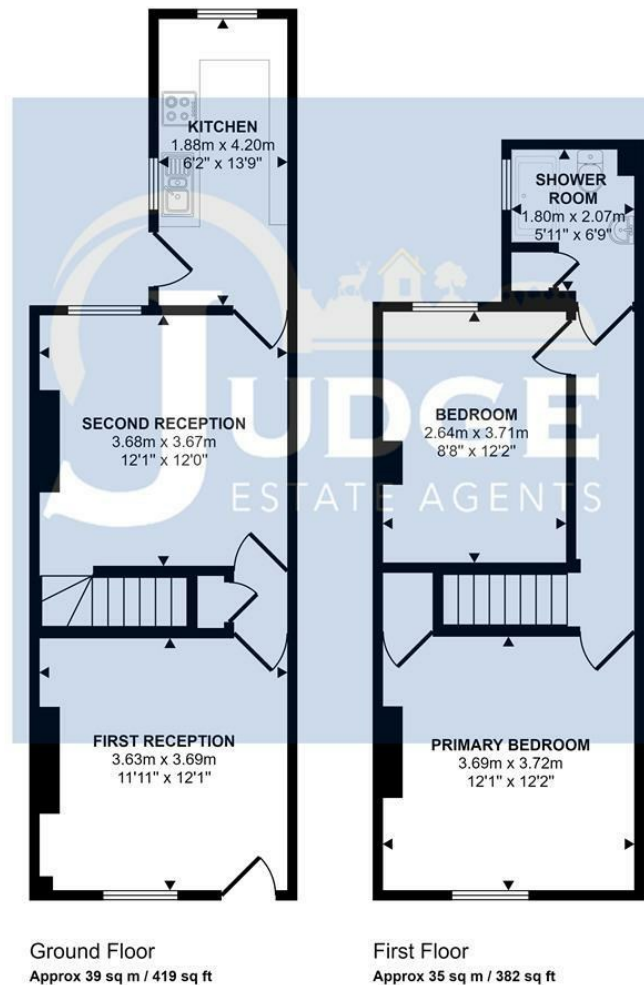 KITCHEN
1.88m x 4.20m
6'2" x 13'9"
SHOWER
ROOM
1.80m x 2.07m
5'11" x 6'9"
SECOND RECEPTION
3.68m x 3.67m
12'1" x 12'0"
BEDROOM
2.64m x 3.71m
8'8" x 12'2"
JUDGE
ESTATE AGENTS
FIRST RECEPTION
3.63m x 3.69m
11'11" x 12'1"
PRIMARY BEDROOM
3.69m x 3.72m
12'1" x 12'2"
Ground Floor
Approx 39 sq m / 419 sq ft
First Floor
Approx 35 sq m / 382 sq ft